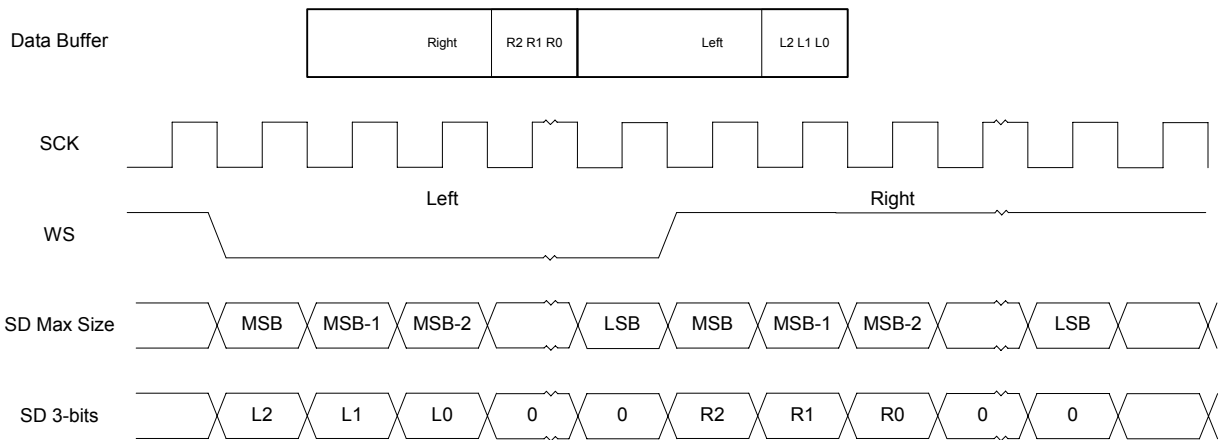 Data Buffer Right R2 R1 R0 Left L2 L1 L0
SCK
Left Right
WS
SD Max Size MSB MSB-1 MSB-2 LSB MSB MSB-1 MSB-2 LSB
SD 3-bits L2 L1 L0 0 0 R2 R1 R0 0 0